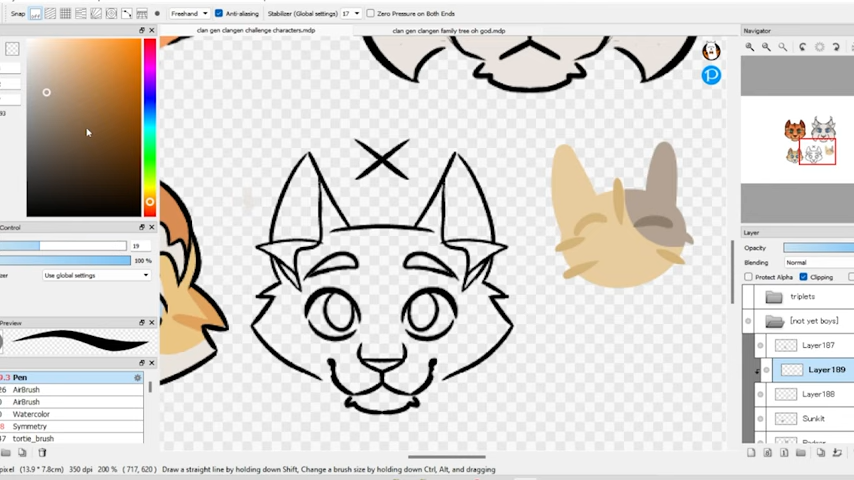 Snap
Freehand
Anti-aliasing
Stabilizer (Global settings) 17
Zero Pressure on Both Ends
clan gen clangen challenge characters.mdp
clan gen clangen family tree oh god.mdp
Navigator
Control
19
100 %
Use global settings
Preview
Pen
AirBrush
AirBrush
Watercolor
Symmetry
tortie_brush
Layer
Opacity
Blending Normal
Protect Alpha Clipping
triplets
[not yet boys]
Layer187
Layer189
Layer188
Sunkit
pixel (13.9 * 7.8cm) 350 dpi 200 % ( 717, 620 ) Draw a straight line by holding down Shift, Change a brush size by holding down Ctrl, Alt, and dragging